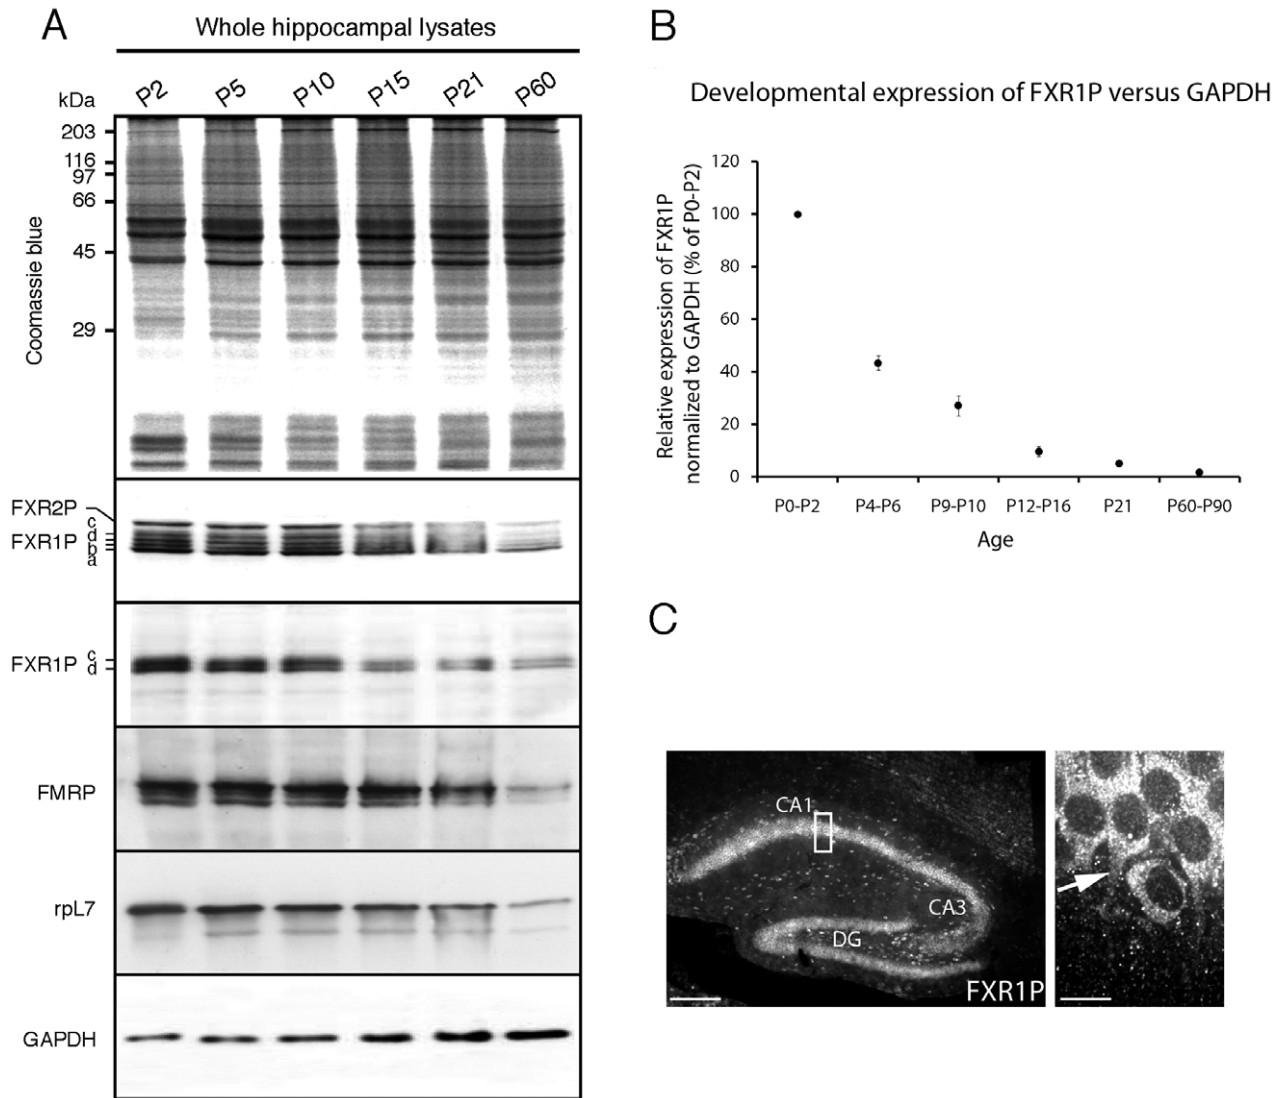 A
Whole hippocampal lysates
kDa
P2 P5 P10 P15 P21 P60
203
116
97
66
45
29
Coomassie blue
FXR2P
c
d
FXR1P
b
a
FXR1P
c
d
FMRP
rpL7
GAPDH
B
Developmental expression of FXR1P versus GAPDH
Relative expression of FXR1P
normalized to GAPDH (% of P0-P2)
120
100
80
60
40
20
0
P0-P2 P4-P6 P9-P10 P12-P16 P21 P60-P90
Age
C
CA1
CA3
DG
FXR1P